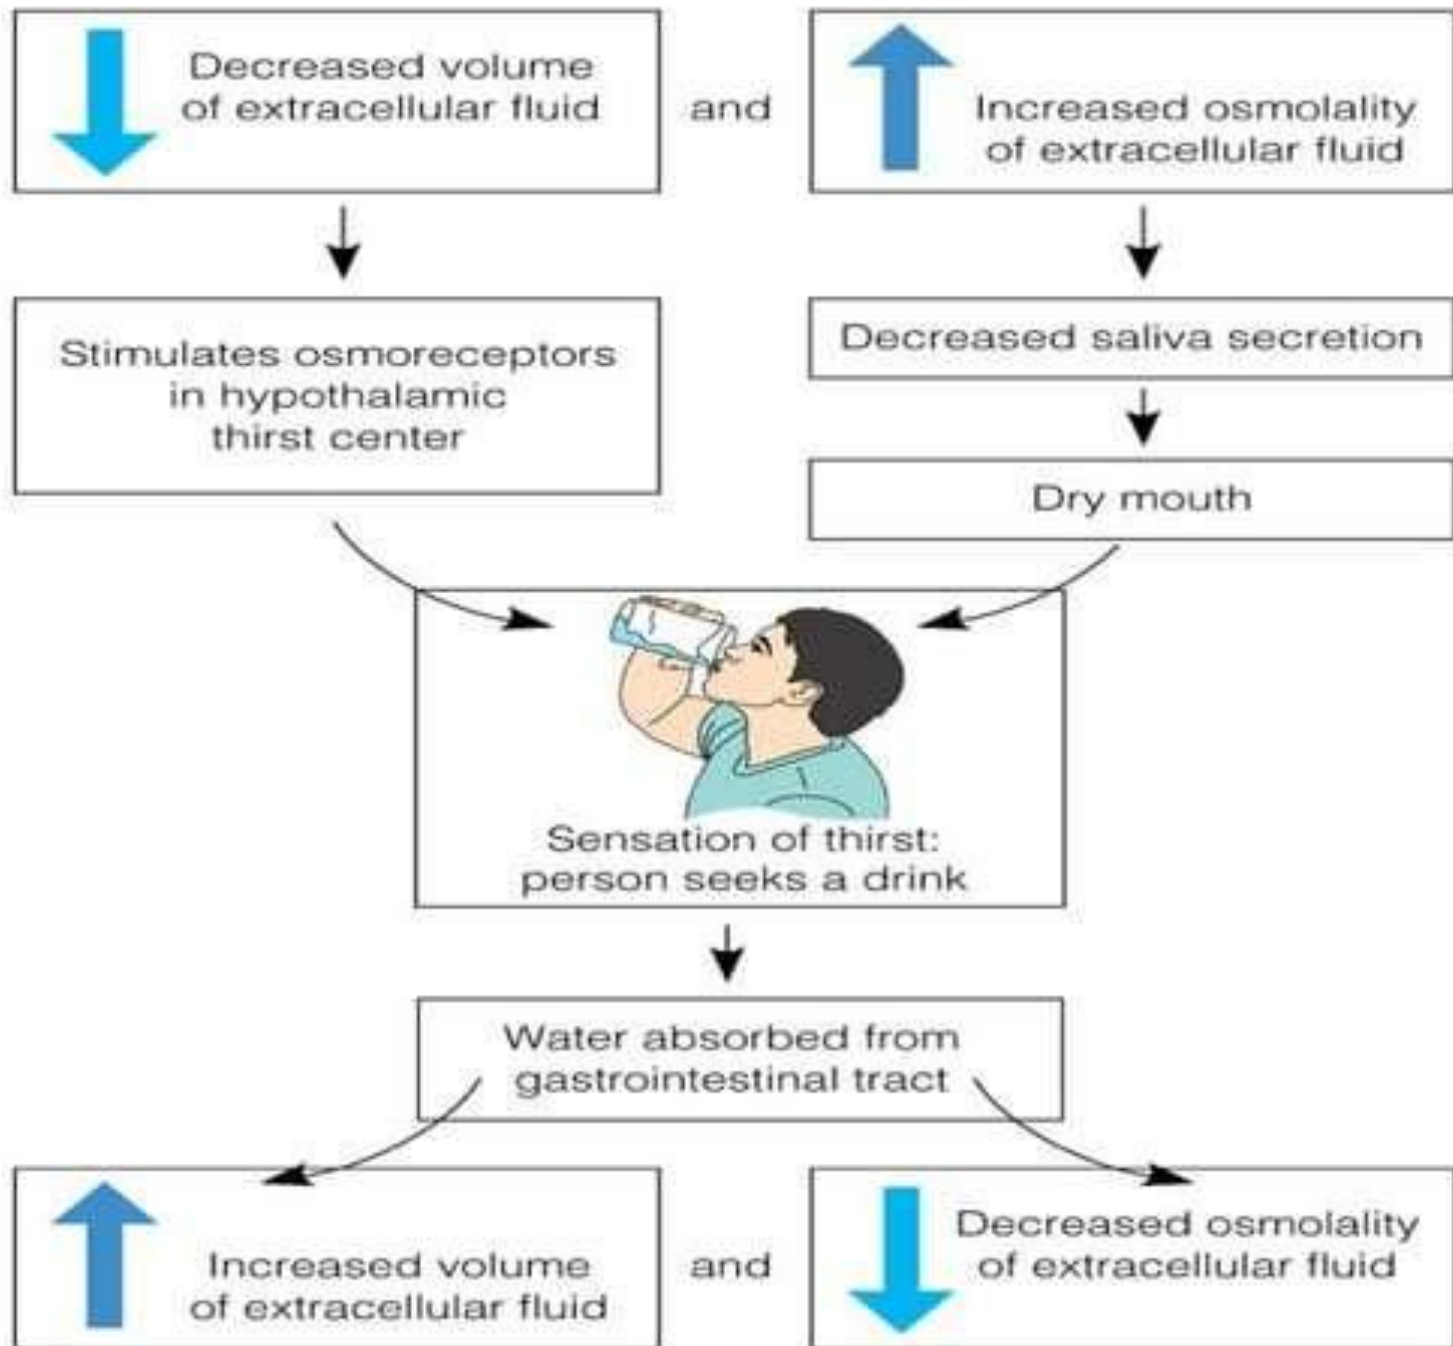 Decreased volume
of extracellular fluid
and
Increased osmolality
of extracellular fluid
Stimulates osmoreceptors
in hypothalamic
thirst center
Decreased saliva secretion
Dry mouth
Sensation of thirst:
person seeks a drink
Water absorbed from
gastrointestinal tract
Increased volume
of extracellular fluid
and
Decreased osmolality
of extracellular fluid